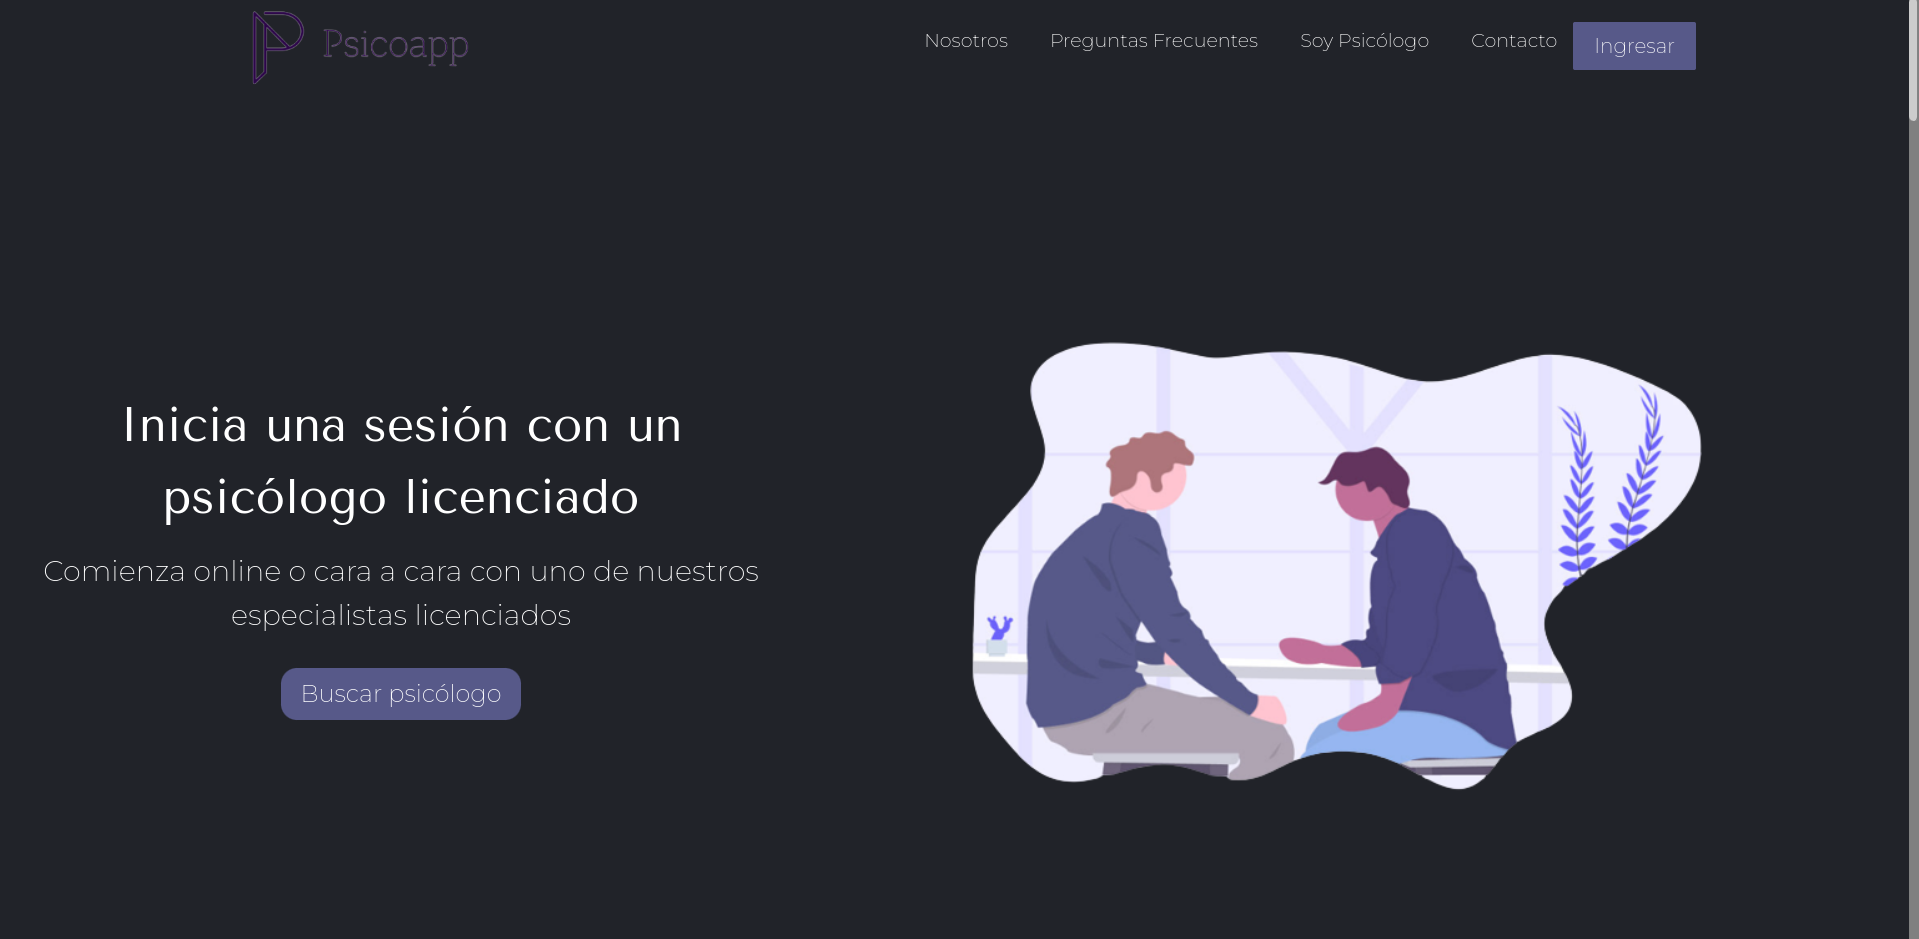 Psicoapp
Nosotros
Preguntas Frecuentes
Soy Psicólogo
Contacto
Ingresar
Inicia una sesión con un
psicólogo licenciado
Comienza online o cara a cara con uno de nuestros
especialistas licenciados
Buscar psicólogo